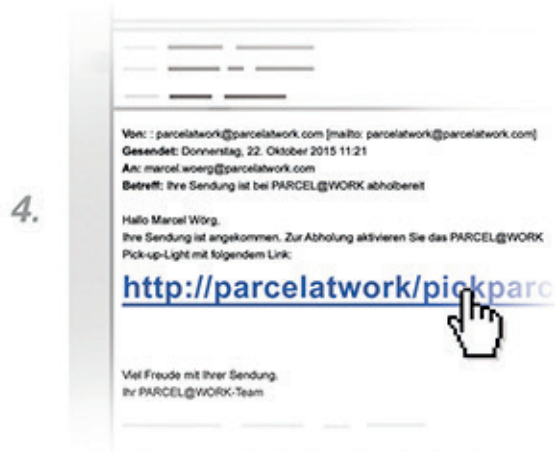 4.
Von: : parcelatwork@parcelatwork.com [mailto: parcelatwork@parcelatwork.com]
Gesendet: Donnerstag, 22. Oktober 2015 11:21
An: marcel.woerg@parcelatwork.com
Betreff: Ihre Sendung ist bei PARCEL@WORK abholbereit
Hallo Marcel Wörg.
Ihre Sendung ist angekommen. Zur Abholung aktivieren Sie das PARCEL@WORK
Pick-up-Light mit folgendem Link:
http://parcelatwork/pickparc
Viel Freude mit Ihrer Sendung.
Ihr PARCEL@WORK-Team